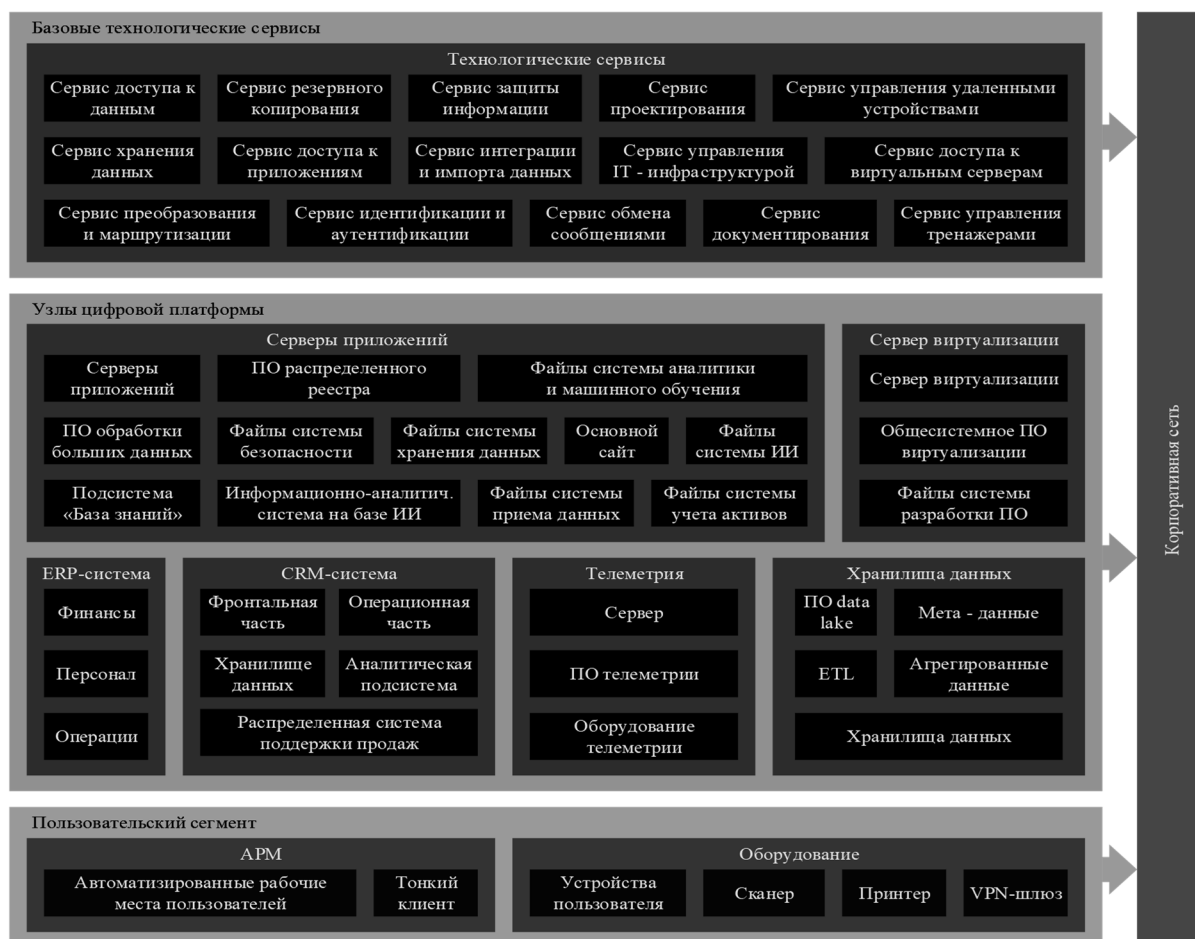 Базовые технологические сервисы
Технологические сервисы
Сервис доступа к
данным
Сервис резервного
копирования
Сервис защиты
информации
Сервис
проектирования
Сервис управления удаленными
устройствами
Сервис хранения
данных
Сервис доступа к
приложениям
Сервис интеграции
и импорта данных
Сервис управления
IT - инфраструктурой
Сервис доступа к
виртуальным серверам
Сервис преобразования
и маршрутизации
Сервис идентификации и
аутентификации
Сервис обмена
сообщениями
Сервис
документирования
Сервис управления
тренажерами
Узлы цифровой платформы
Серверы приложений
Серверы
приложений
ПО распределенного
реестра
Файлы системы аналитики
и машинного обучения
ПО обработки
больших данных
Файлы системы
безопасности
Файлы системы
хранения данных
Основной
сайт
Файлы
системы ИИ
Подсистема
«База знаний»
Информационно-аналитич.
система на базе ИИ
Файлы системы
приема данных
Файлы системы
учета активов
Сервер виртуализации
Сервер виртуализации
Общесистемное ПО
виртуализации
Файлы системы
разработки ПО
ERP-система
Финансы
Персонал
Операции
CRM-система
Фронтальная
часть
Операционная
часть
Хранилище
данных
Аналитическая
подсистема
Распределенная система
поддержки продаж
Телеметрия
Сервер
ПО телеметрии
Оборудование
телеметрии
Хранилища данных
ПО data
lake
Мета - данные
ETL
Агрегированные
данные
Хранилища данных
Пользовательский сегмент
АРМ
Автоматизированные рабочие
места пользователей
Тонкий
клиент
Оборудование
Устройства
пользователя
Сканер
Принтер
VPN-шлюз
Корпоративная сеть